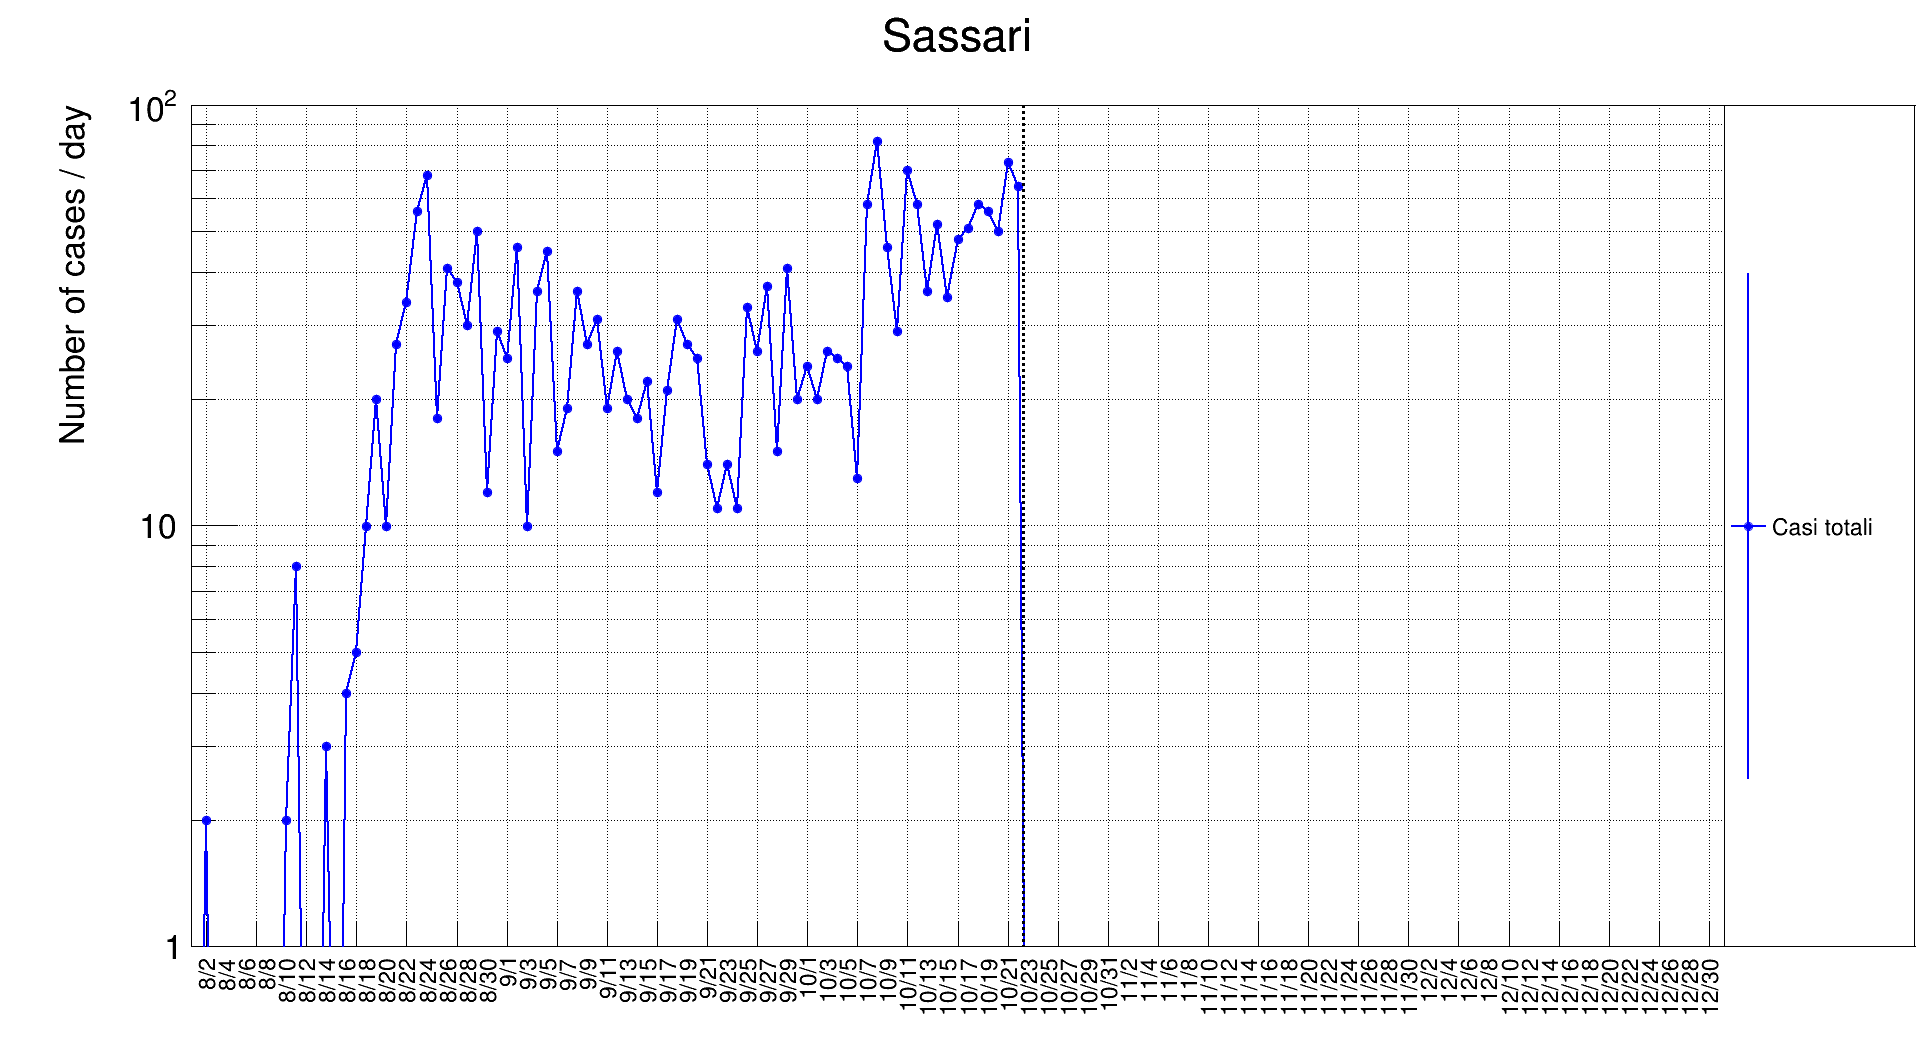 Sassari
Number of cases / day
10²
10
1
8/2 8/4 8/6 8/8 8/10 8/12 8/14 8/16 8/18 8/20 8/22 8/24 8/26 8/28 8/30 9/1 9/3 9/5 9/7 9/9 9/11 9/13 9/15 9/17 9/19 9/21 9/23 9/25 9/27 9/29 10/1 10/3 10/5 10/7 10/9 10/11 10/13 10/15 10/17 10/19 10/21 10/23 10/25 10/27 10/29 10/31 11/2 11/4 11/6 11/8 11/10 11/12 11/14 11/16 11/18 11/20 11/22 11/24 11/26 11/28 11/30 12/2 12/4 12/6 12/8 12/10 12/12 12/14 12/16 12/18 12/20 12/22 12/24 12/26 12/28 12/30
Casi totali